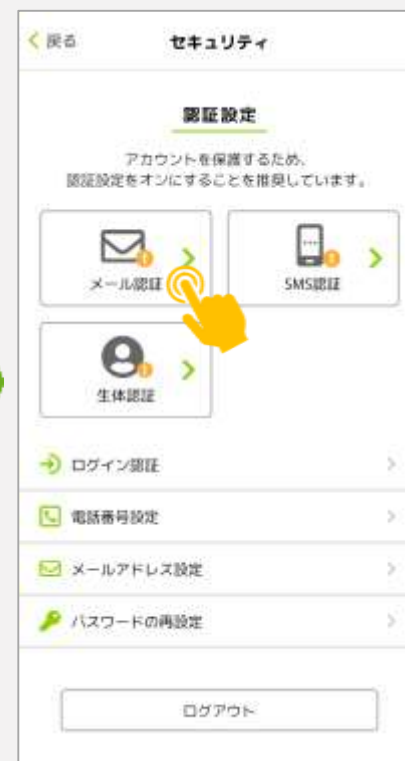 戻る
セキュリティ
認証設定
アカウントを保護するため、
認証設定をオンにすることを推奨しています。
メール認証
SMS認証
生体認証
ログイン認証
電話番号設定
メールアドレス設定
パスワードの再設定
ログアウト